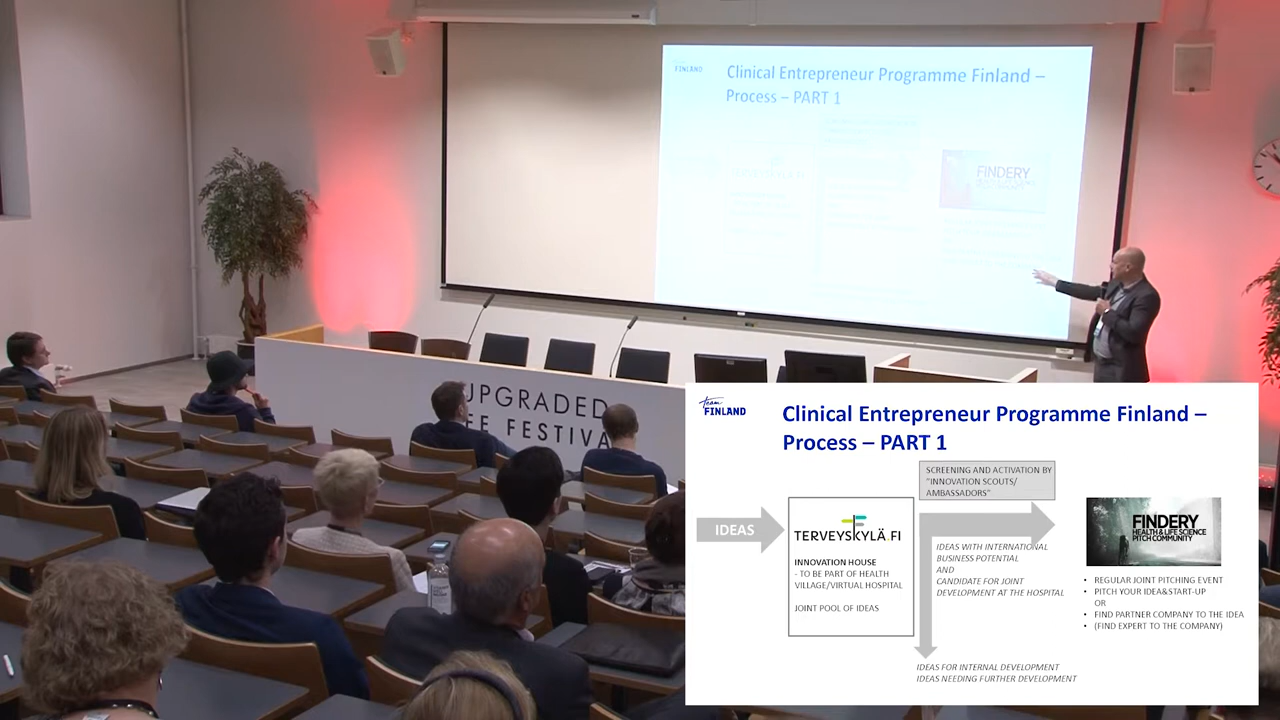 FINLAND
Clinical Entrepreneur Programme Finland –
Process – PART 1
FINDERY
UPGRADED
FE FESTIVA
team
FINLAND
Clinical Entrepreneur Programme Finland –
Process – PART 1
SCREENING AND ACTIVATION BY
"INNOVATION SCOUTS/
AMBASSADORS"
IDEAS
TERVEYSKYLÄ.FI
INNOVATION HOUSE
- TO BE PART OF HEALTH
VILLAGE/VIRTUAL HOSPITAL
JOINT POOL OF IDEAS
IDEAS WITH INTERNATIONAL
BUSINESS POTENTIAL
AND
CANDIDATE FOR JOINT
DEVELOPMENT AT THE HOSPITAL
FINDERY
HEALTH & LIFE SCIENCE
PITCH COMMUNITY
• REGULAR JOINT PITCHING EVENT
• PITCH YOUR IDEA&START-UP
OR
• FIND PARTNER COMPANY TO THE IDEA
• (FIND EXPERT TO THE COMPANY)
IDEAS FOR INTERNAL DEVELOPMENT
IDEAS NEEDING FURTHER DEVELOPMENT